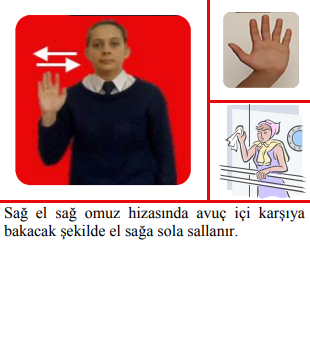 Sağ el sağ omuz hizasında avuç içi karşıya
bakacak şekilde el sağa sola sallanır.